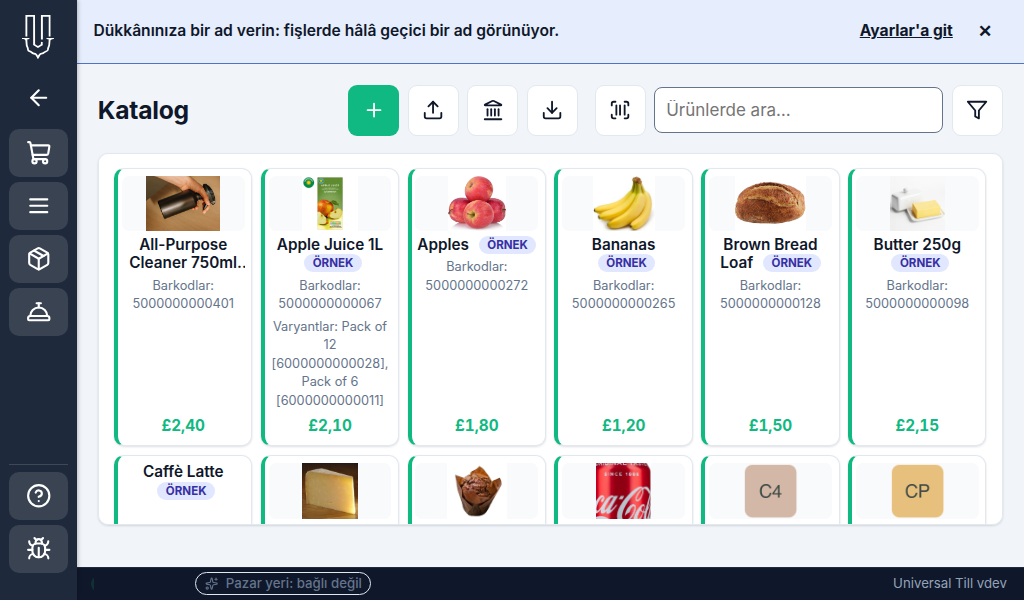 Dükkânınıza bir ad verin: fişlerde hâlâ geçici bir ad görünüyor.
Ayarlar'a git
Katalog
Ürünlerde ara...
All-Purpose
Cleaner 750ml..
Barkodlar:
5000000000401
£2,40
Apple Juice 1L
ÖRNEK
Barkodlar:
5000000000067
Varyantlar: Pack of
12
[6000000000028],
Pack of 6
[6000000000011]
£2,10
Apples ÖRNEK
Barkodlar:
5000000000272
£1,80
Bananas
ÖRNEK
Barkodlar:
5000000000265
£1,20
Brown Bread
Loaf ÖRNEK
Barkodlar:
5000000000128
£1,50
Butter 250g
ÖRNEK
Barkodlar:
5000000000098
£2,15
Caffè Latte
ÖRNEK
C4
CP
Pazar yeri: bağlı değil
Universal Till vdev